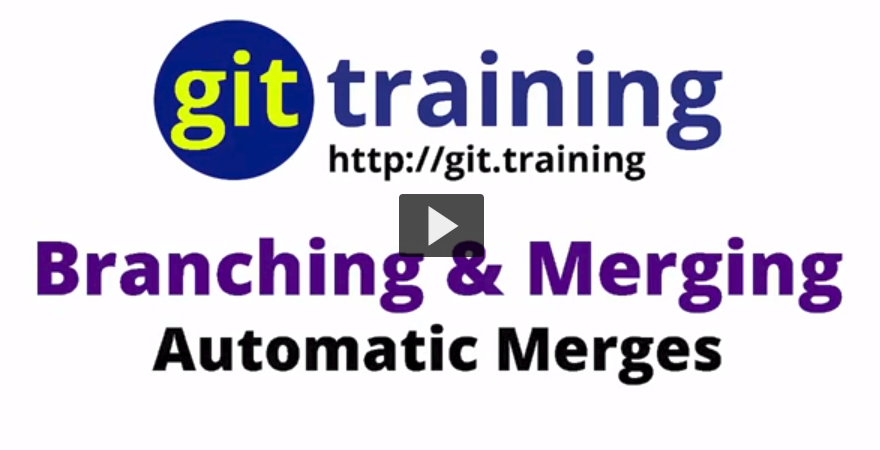 git training
http://git.training
Branching & Merging
Automatic Merges